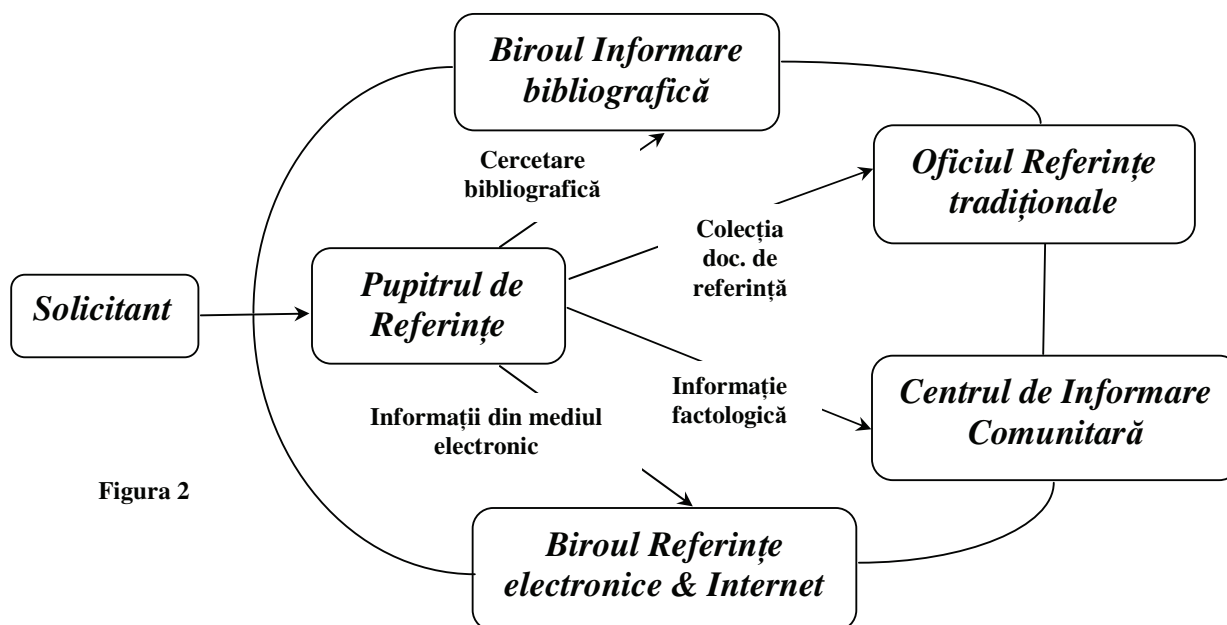 Biroul Informare
bibliografică
Cercetare
bibliografică
Oficiul Referințe
tradiționale
Colecția
doc. de
referință
Solicitant
Pupitrul de
Referințe
Informație
factologică
Centrul de Informare
Comunitară
Informații din mediul
electronic
Figura 2
Biroul Referințe
electronice & Internet